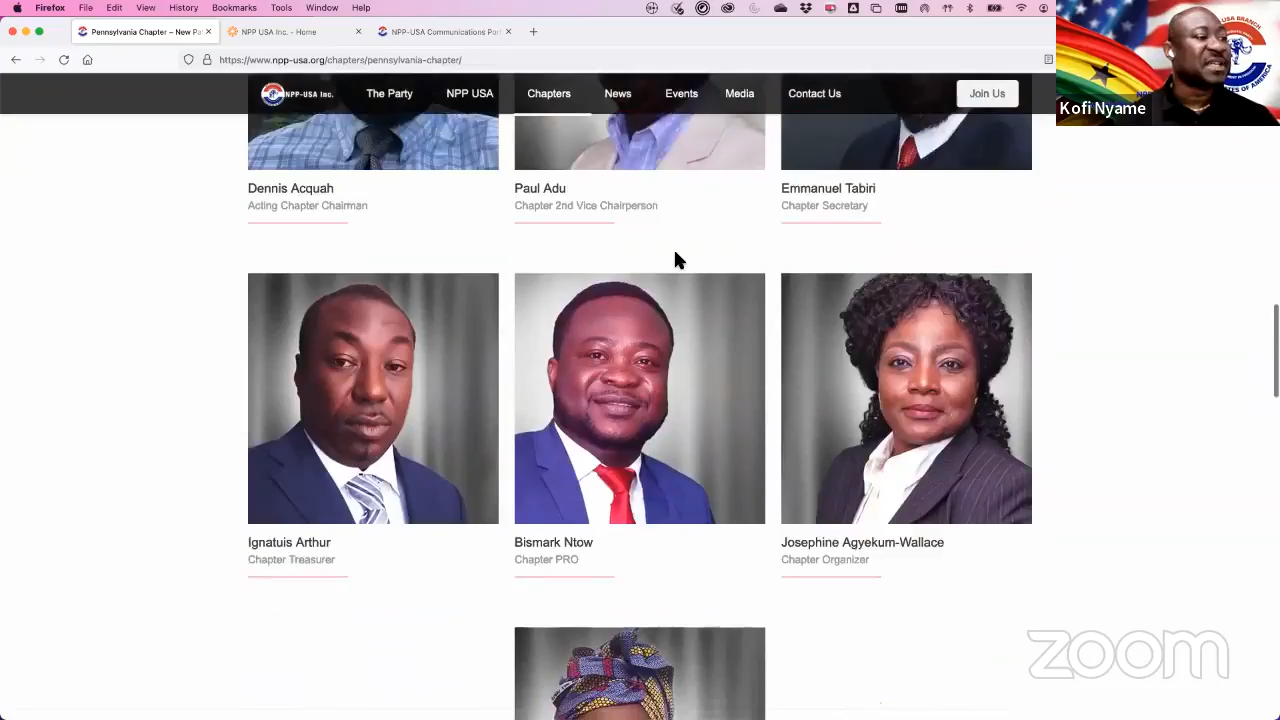 Firefox File Edit View History Bookmarks Tools Window Help
Pennsylvania Chapter – New Pa
NPP USA Inc. - Home
NPP-USA Communications Port
https://www.npp-usa.org/chapters/pennsylvania-chapter/
NPP-USA Inc. The Party NPP USA Chapters News Events Media Contact Us Join Us
Kofi Nyame
Dennis Acquah
Acting Chapter Chairman
Paul Adu
Chapter 2nd Vice Chairperson
Emmanuel Tabiri
Chapter Secretary
Ignatuis Arthur
Chapter Treasurer
Bismark Ntow
Chapter PRO
Josephine Agyekum-Wallace
Chapter Organizer
zoom